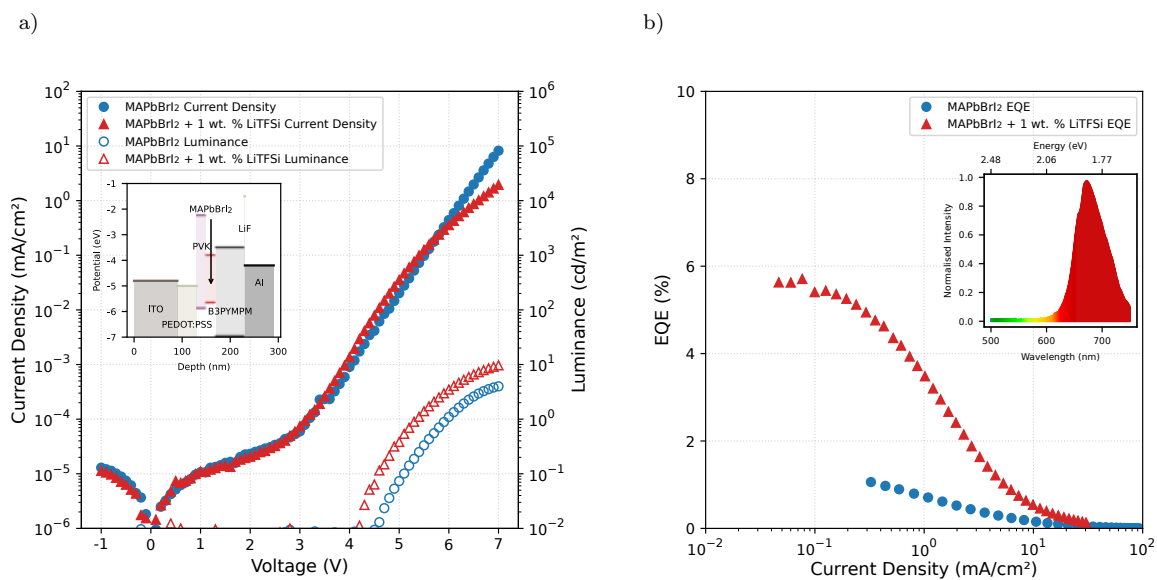 a)
b)
Current Density (mA/cm²)
10² 10¹ 10⁰ 10⁻¹ 10⁻² 10⁻³ 10⁻⁴ 10⁻⁵ 10⁻⁶
MAPbBrI₂ Current Density
MAPbBrI₂ + 1 wt. % LiTFSi Current Density
MAPbBrI₂ Luminance
MAPbBrI₂ + 1 wt. % LiTFSi Luminance
Potential (eV)
-1 -2 -3 -4 -5 -6 -7
MAPbBrI₂
LiF
PVK
Al
ITO
B3PYMPM
PEDOT:PSS
0 100 200 300
Depth (nm)
-1 0 1 2 3 4 5 6 7
Voltage (V)
10⁶ 10⁵ 10⁴ 10³ 10² 10¹ 10⁰ 10⁻¹ 10⁻²
Luminance (cd/m²)
EQE (%)
10 8 6 4 2 0
MAPbBrI₂ EQE
MAPbBrI₂ + 1 wt. % LiTFSi EQE
Energy (eV)
2.48 2.06 1.77
Normalised Intensity
1.0 0.8 0.6 0.4 0.2 0.0
500 600 700
Wavelength (nm)
10⁻² 10⁻¹ 10⁰ 10¹ 10²
Current Density (mA/cm²)